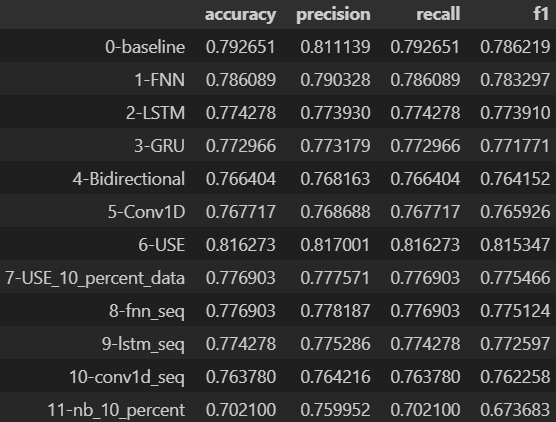 accuracy precision recall f1
0-baseline 0.792651 0.811139 0.792651 0.786219
1-FNN 0.786089 0.790328 0.786089 0.783297
2-LSTM 0.774278 0.773930 0.774278 0.773910
3-GRU 0.772966 0.773179 0.772966 0.771771
4-Bidirectional 0.766404 0.768163 0.766404 0.764152
5-Conv1D 0.767717 0.768688 0.767717 0.765926
6-USE 0.816273 0.817001 0.816273 0.815347
7-USE_10_percent_data 0.776903 0.777571 0.776903 0.775466
8-fnn_seq 0.776903 0.778187 0.776903 0.775124
9-lstm_seq 0.774278 0.775286 0.774278 0.772597
10-conv1d_seq 0.763780 0.764216 0.763780 0.762258
11-nb_10_percent 0.702100 0.759952 0.702100 0.673683